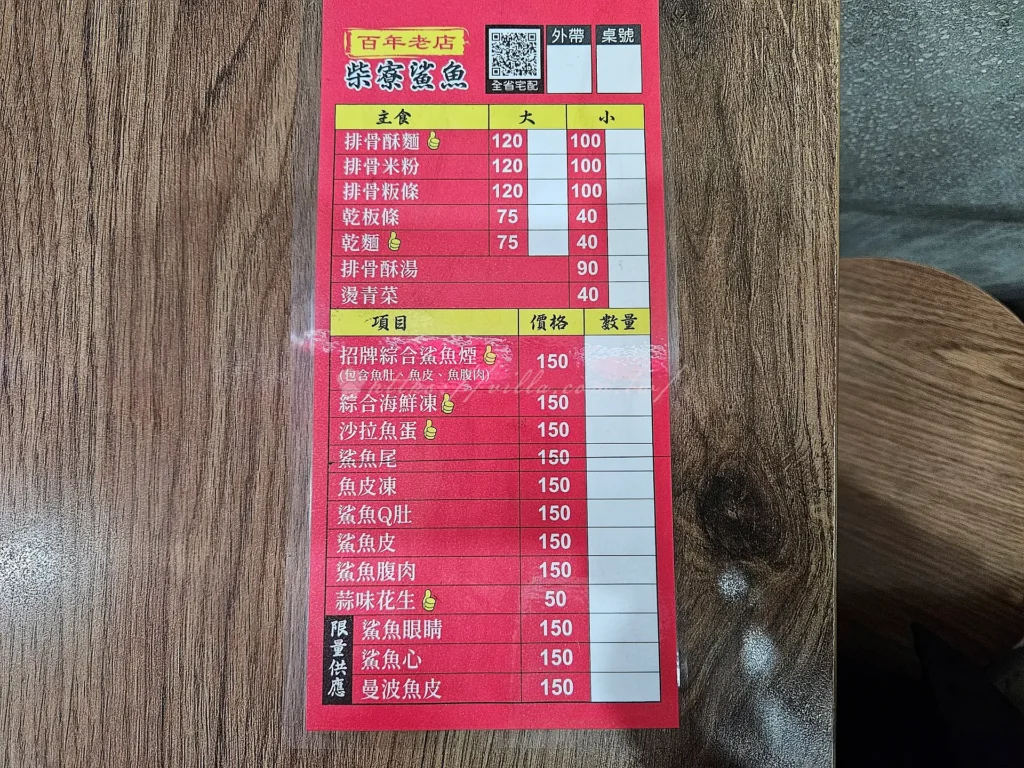 百年老店
柴寮鯊魚
全省宅配
外帶 桌號
主食 大 小
排骨酥麵 120 100
排骨米粉 120 100
排骨粄條 120 100
乾板條 75 40
乾麵 75 40
排骨酥湯 90
燙青菜 40
項目 價格 數量
招牌綜合鯊魚煙 150
(包含魚肚、魚皮、魚腹肉)
綜合海鮮凍 150
沙拉魚蛋 150
鯊魚尾 150
魚皮凍 150
鯊魚Q肚 150
鯊魚皮 150
鯊魚腹肉 150
蒜味花生 50
限量供應
鯊魚眼睛 150
鯊魚心 150
曼波魚皮 150